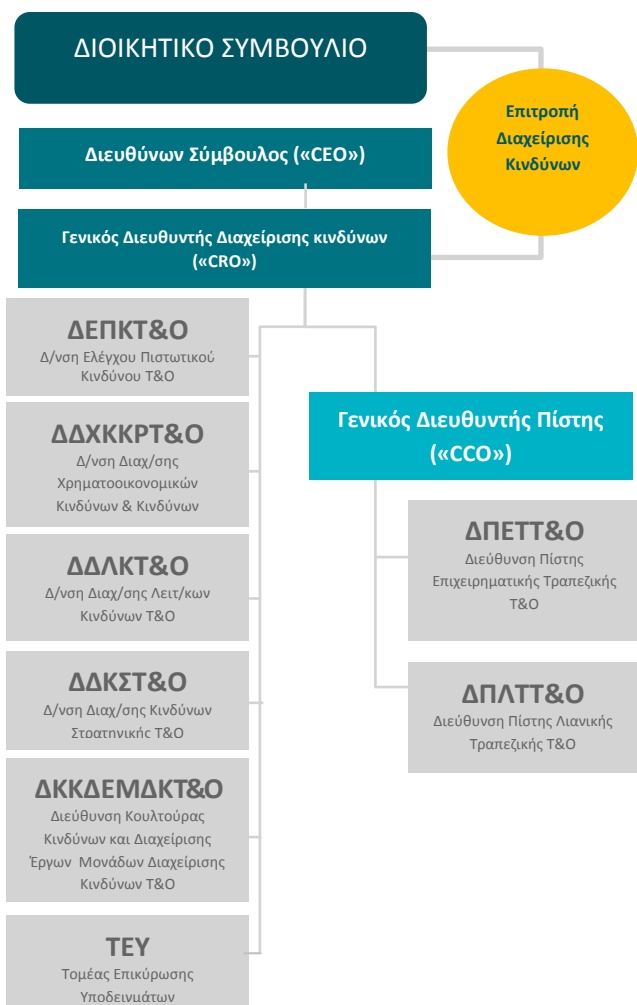 ΔΙΟΙΚΗΤΙΚΟ ΣΥΜΒΟΥΛΙΟ
Επιτροπή
Διαχείρισης
Κινδύνων
Διευθύνων Σύμβουλος («CEO»)
Γενικός Διευθυντής Διαχείρισης κινδύνων
(«CRO»)
ΔΕΠΚΤ&Ο
Δ/νση Ελέγχου Πιστωτικού
Κινδύνου Τ&Ο
ΔΔΧΚΚΡΤ&Ο
Δ/νση Διαχ/σης
Χρηματοοικονομικών
Κινδύνων & Κινδύνων
ΔΔΛΚΤ&Ο
Δ/νση Διαχ/σης Λειτ/κων
Κινδύνων Τ&Ο
ΔΔΚΣΤ&Ο
Δ/νση Διαχ/σης Κινδύνων
Στρατηγικής Τ&Ο
ΔΚΚΔΕΜΔΚΤ&Ο
Διεύθυνση Κουλτούρας
Κινδύνων και Διαχείρισης
Έργων Μονάδων Διαχείρισης
Κινδύνων Τ&Ο
ΤΕΥ
Τομέας Επικύρωσης
Υποδειγμάτων
Γενικός Διευθυντής Πίστης
(«CCO»)
ΔΠΕΤΤ&Ο
Διεύθυνση Πίστης
Επιχειρηματικής Τραπεζικής
Τ&Ο
ΔΠΛΤΤ&Ο
Διεύθυνση Πίστης Λιανικής
Τραπεζικής Τ&Ο